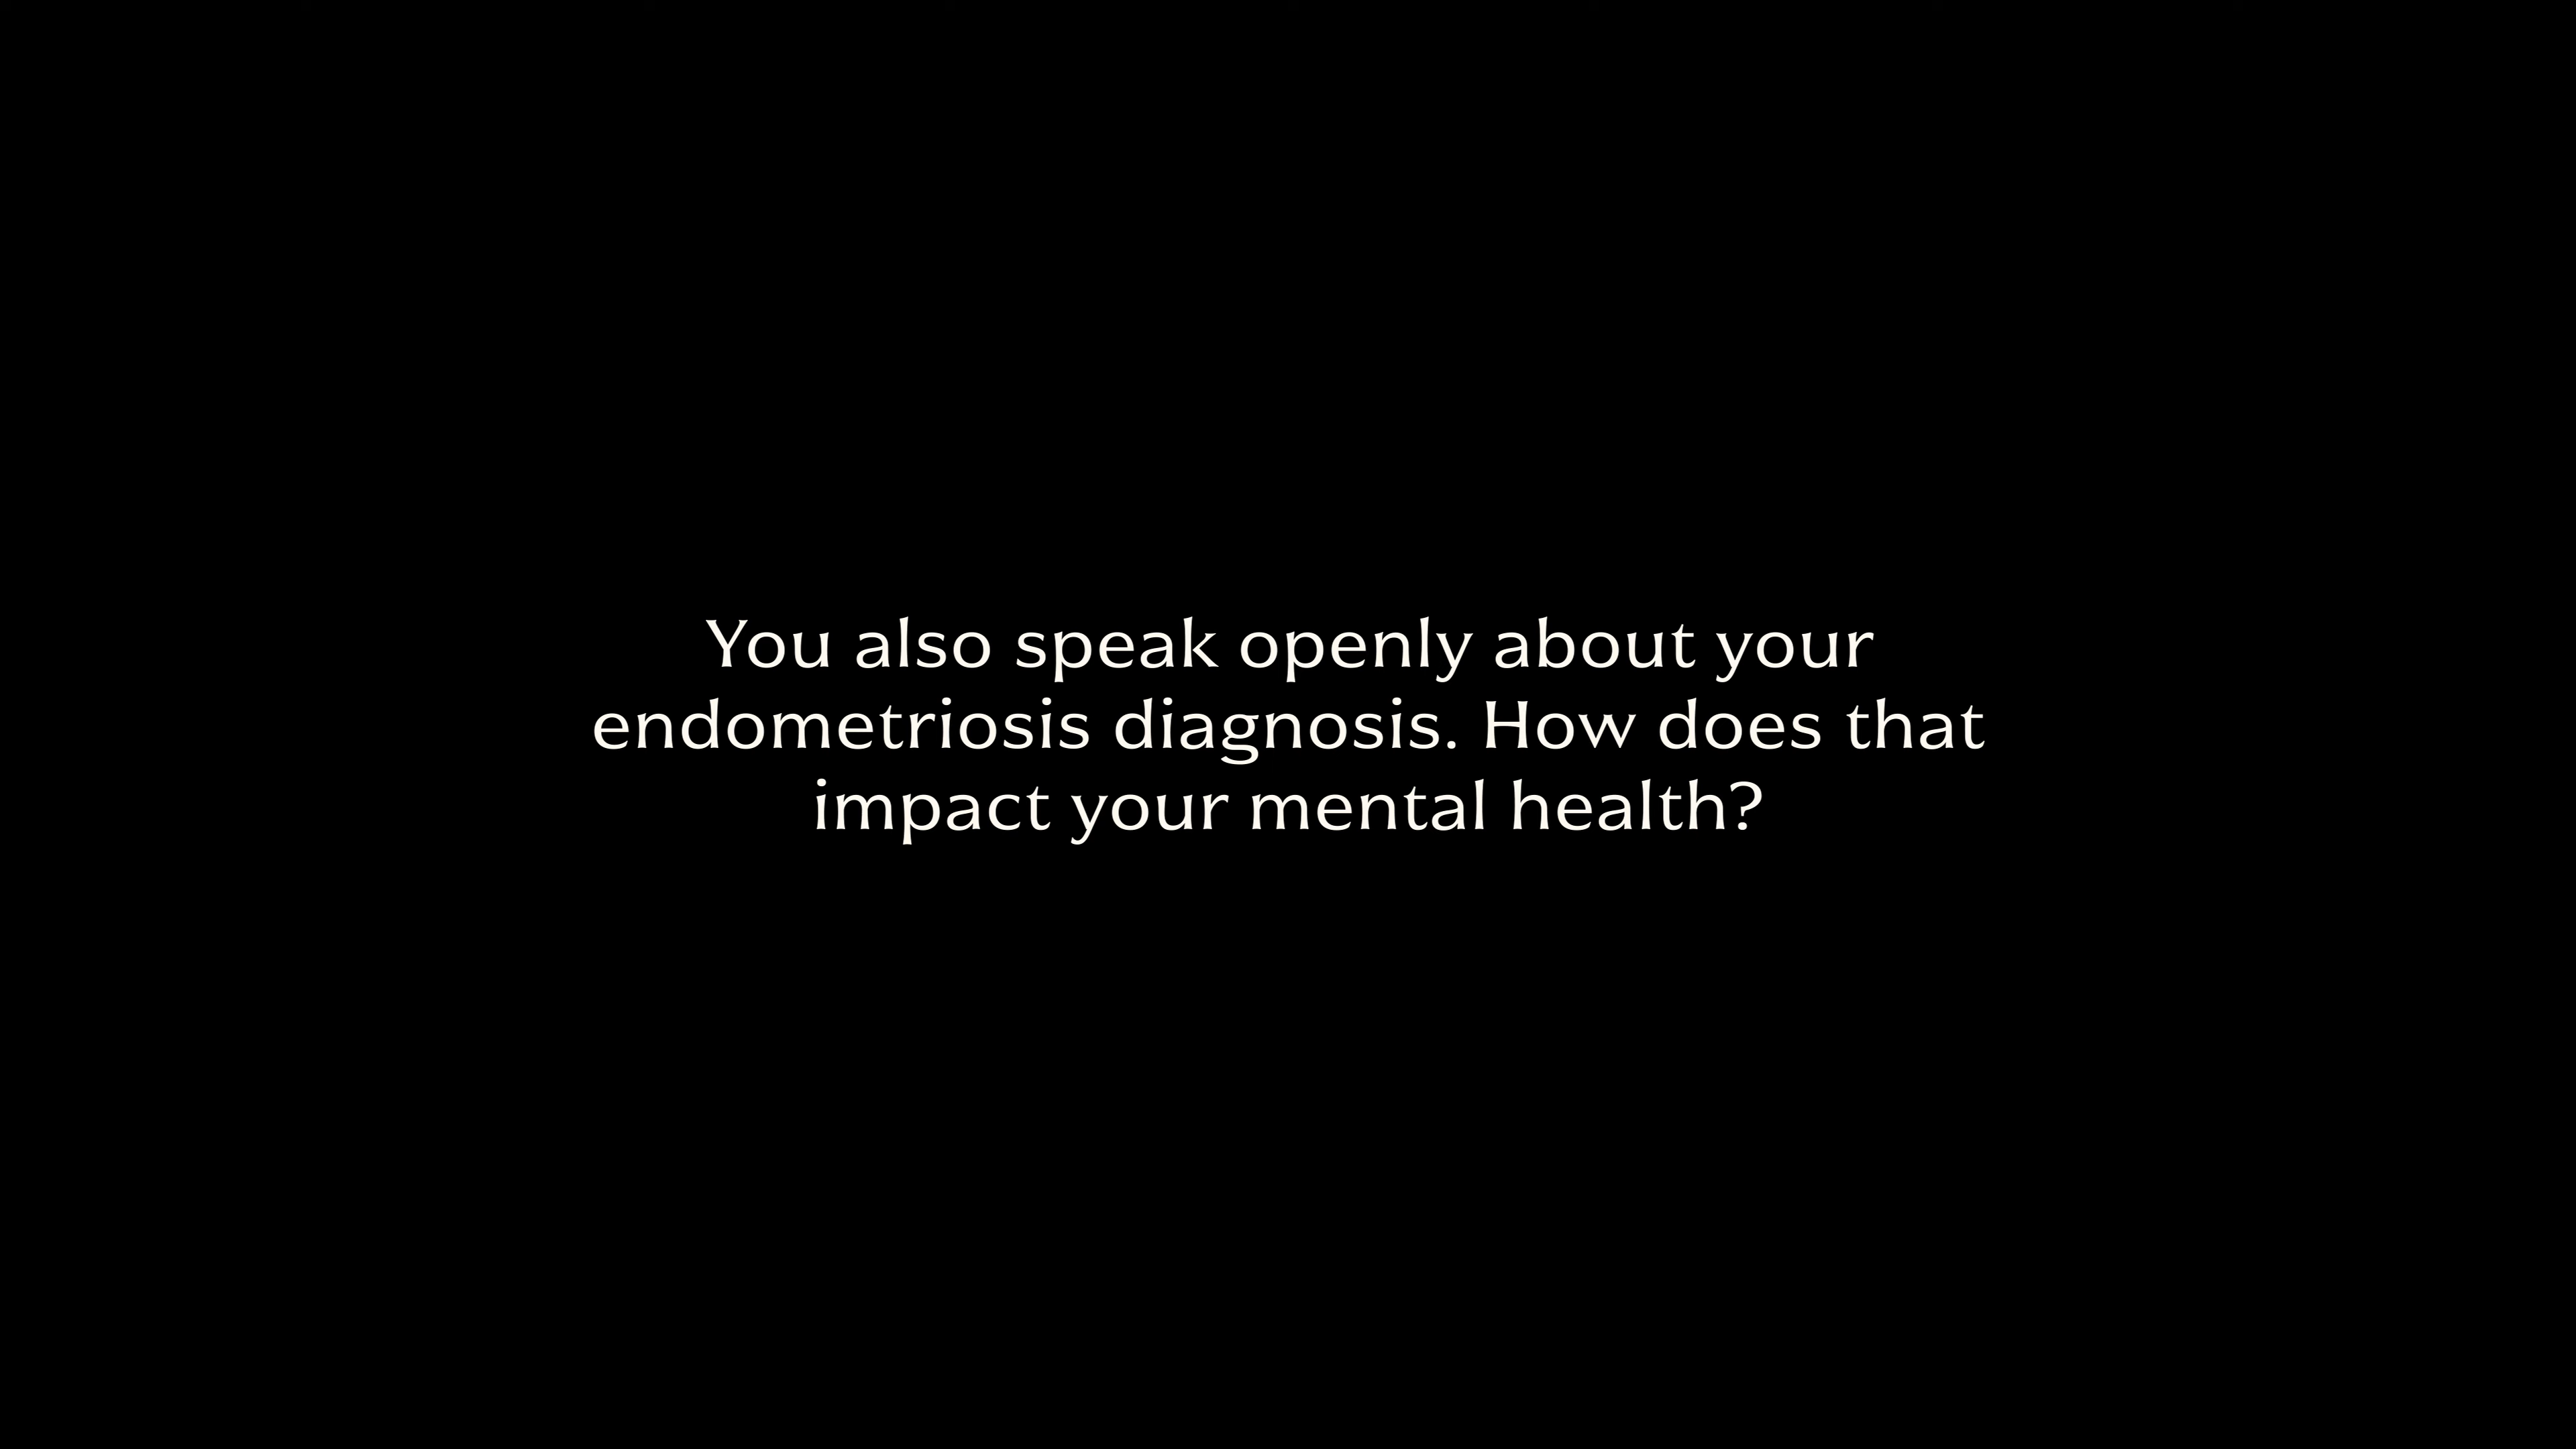 You also speak openly about your
endometriosis diagnosis. How does that
impact your mental health?